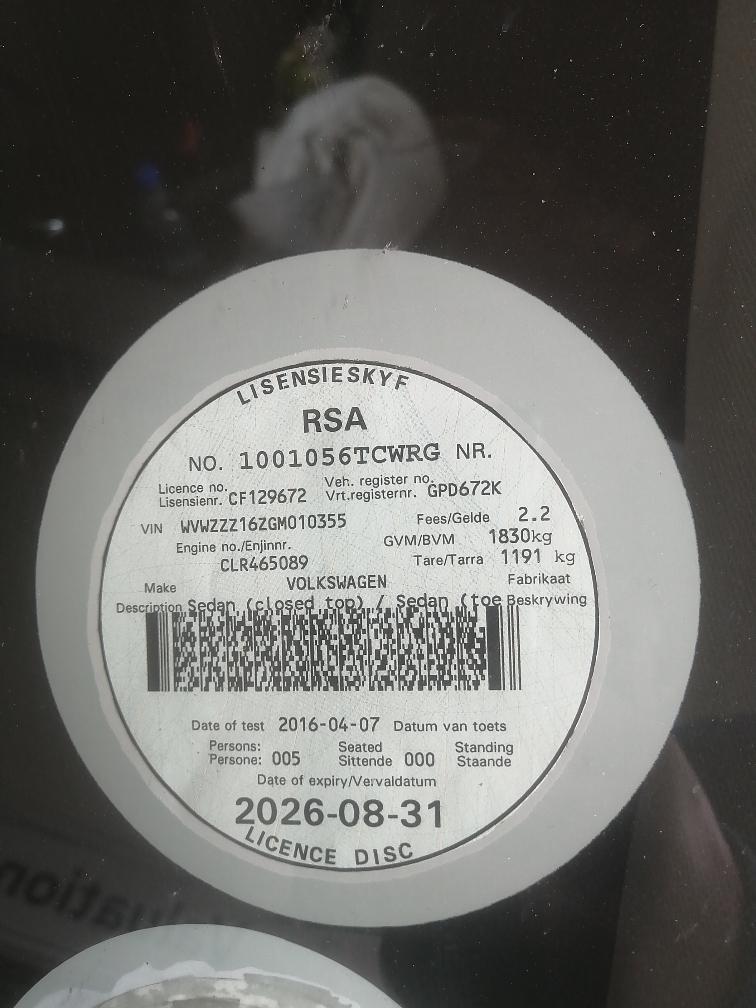 LISENSIESKYF
RSA
NO. 1001056TCWRG NR.
Licence no. Veh. register no.
Lisensienr. CF129672 Vrt.registernr. GPD672K
VIN WVWZZZ16ZGM010355 Fees/Gelde 2.2
Engine no./Enjinnr. GVM/BVM 1830kg
CLR465089 Tare/Tarra 1191 kg
Make VOLKSWAGEN Fabrikaat
Description Sedan (closed top) / Sedan (toe Beskrywing
Date of test 2016-04-07 Datum van toets
Persons: Seated Standing
Persone: 005 Sittende 000 Staande
Date of expiry/Vervaldatum
2026-08-31
LICENCE DISC